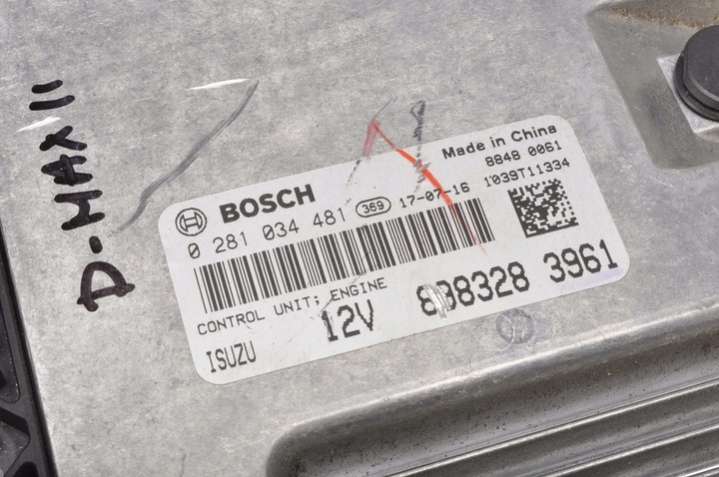 D-MAX 11
BOSCH
Made in China
8848 0061
0 281 034 481 369 17-07-16 1039T11334
CONTROL UNIT; ENGINE
ISUZU 12V 898328 3961